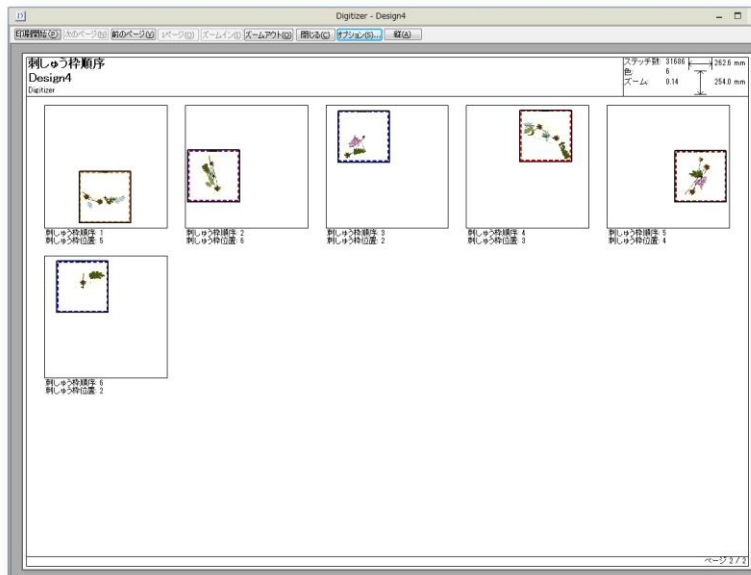 Digitizer - Design4
印刷開始(P) 次のページ(N) 前のページ(V) 1ページ(O) ズームイン(I) ズームアウト(O) 閉じる(C) オプション(S)... 縦(A)
刺しゅう枠順序
Design4
Digitizer
ステッチ数: 31686
色: 6
ズーム: 0.14
262.6 mm
254.0 mm
刺しゅう枠順序: 1
刺しゅう枠位置: 5
刺しゅう枠順序: 2
刺しゅう枠位置: 6
刺しゅう枠順序: 3
刺しゅう枠位置: 2
刺しゅう枠順序: 4
刺しゅう枠位置: 3
刺しゅう枠順序: 5
刺しゅう枠位置: 4
刺しゅう枠順序: 6
刺しゅう枠位置: 2
ページ 2 / 2